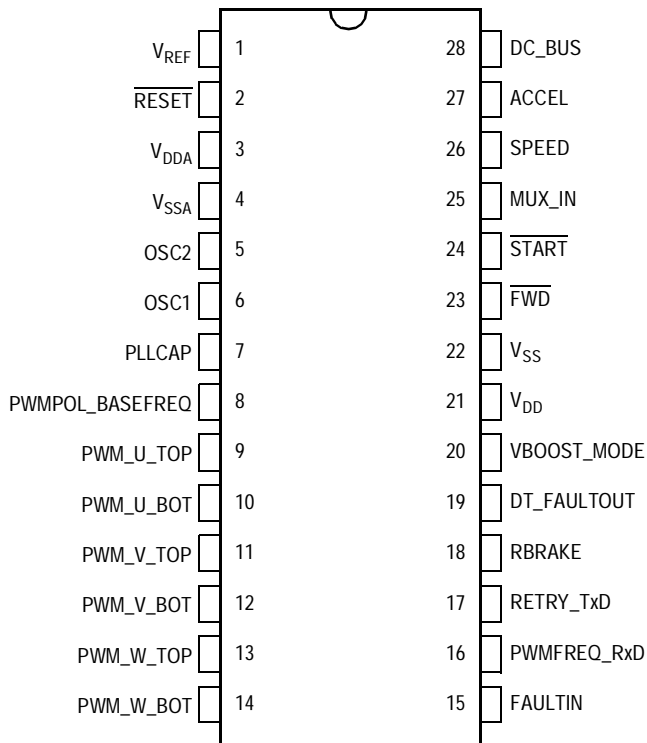 V_REF 1 28 DC_BUS
RESET 2 27 ACCEL
V_DDA 3 26 SPEED
V_SSA 4 25 MUX_IN
OSC2 5 24 START
OSC1 6 23 FWD
PLLCAP 7 22 V_SS
PWMPOL_BASEFREQ 8 21 V_DD
PWM_U_TOP 9 20 VBOOST_MODE
PWM_U_BOT 10 19 DT_FAULTOUT
PWM_V_TOP 11 18 RBRAKE
PWM_V_BOT 12 17 RETRY_TxD
PWM_W_TOP 13 16 PWMFREQ_RxD
PWM_W_BOT 14 15 FAULTIN